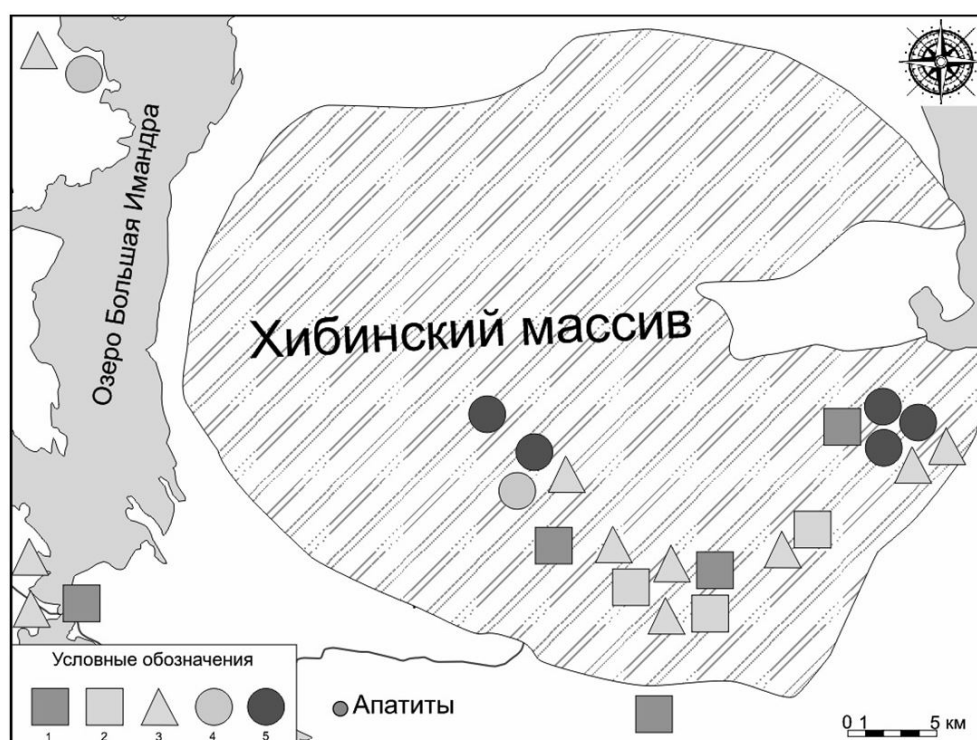 Озеро Большая Имандра
Хибинский массив
Условные обозначения
1 2 3 4 5
Апатиты
0 1 5 км